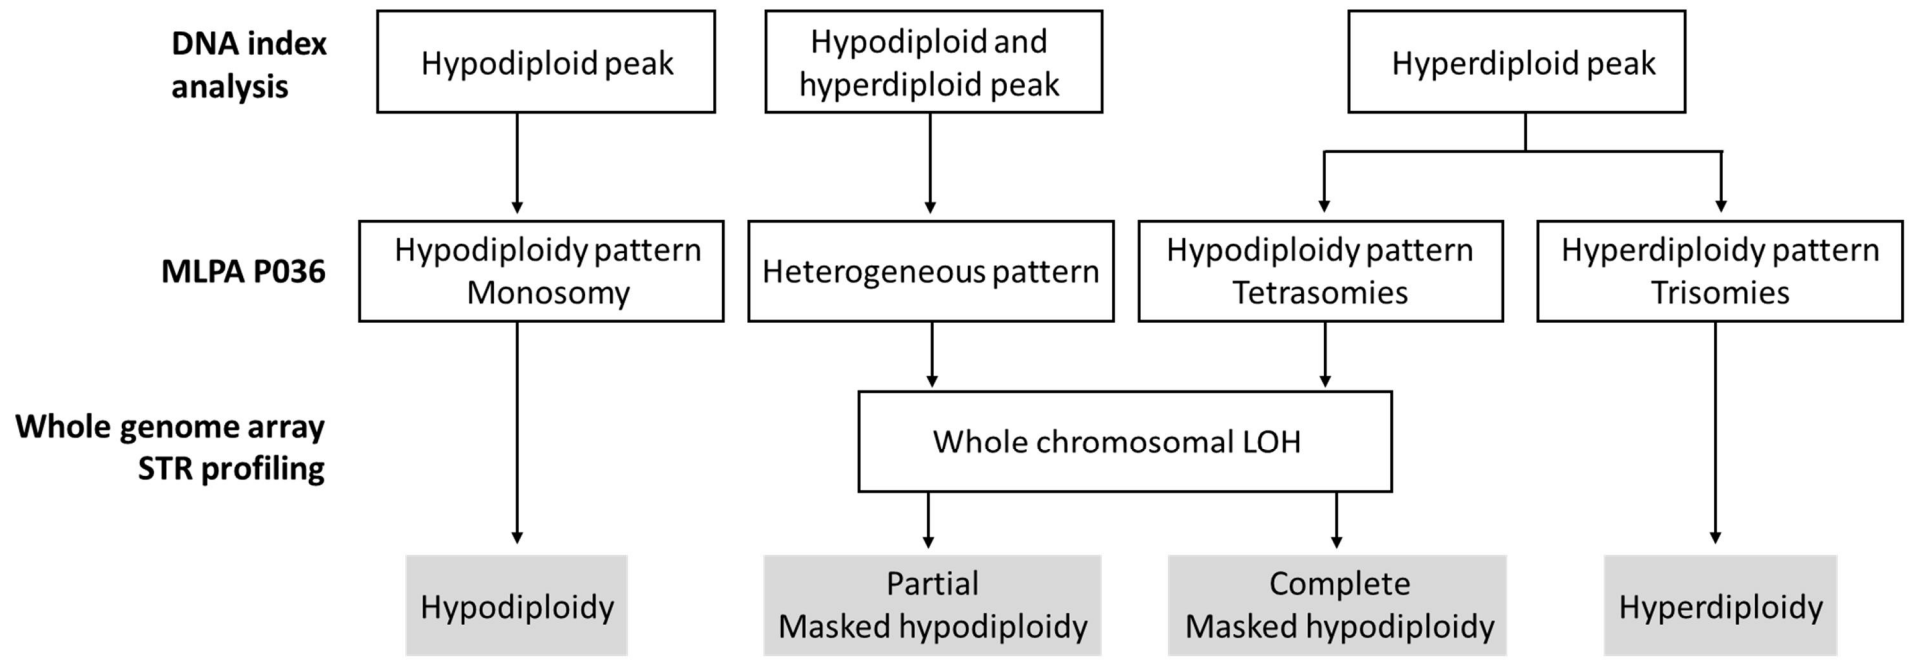 DNA index
analysis
Hypodiploid peak
Hypodiploid and
hyperdiploid peak
Hyperdiploid peak
MLPA P036
Hypodiploidy pattern
Monosomy
Heterogeneous pattern
Hypodiploidy pattern
Tetrasomies
Hyperdiploidy pattern
Trisomies
Whole genome array
STR profiling
Whole chromosomal LOH
Hypodiploidy
Partial
Masked hypodiploidy
Complete
Masked hypodiploidy
Hyperdiploidy